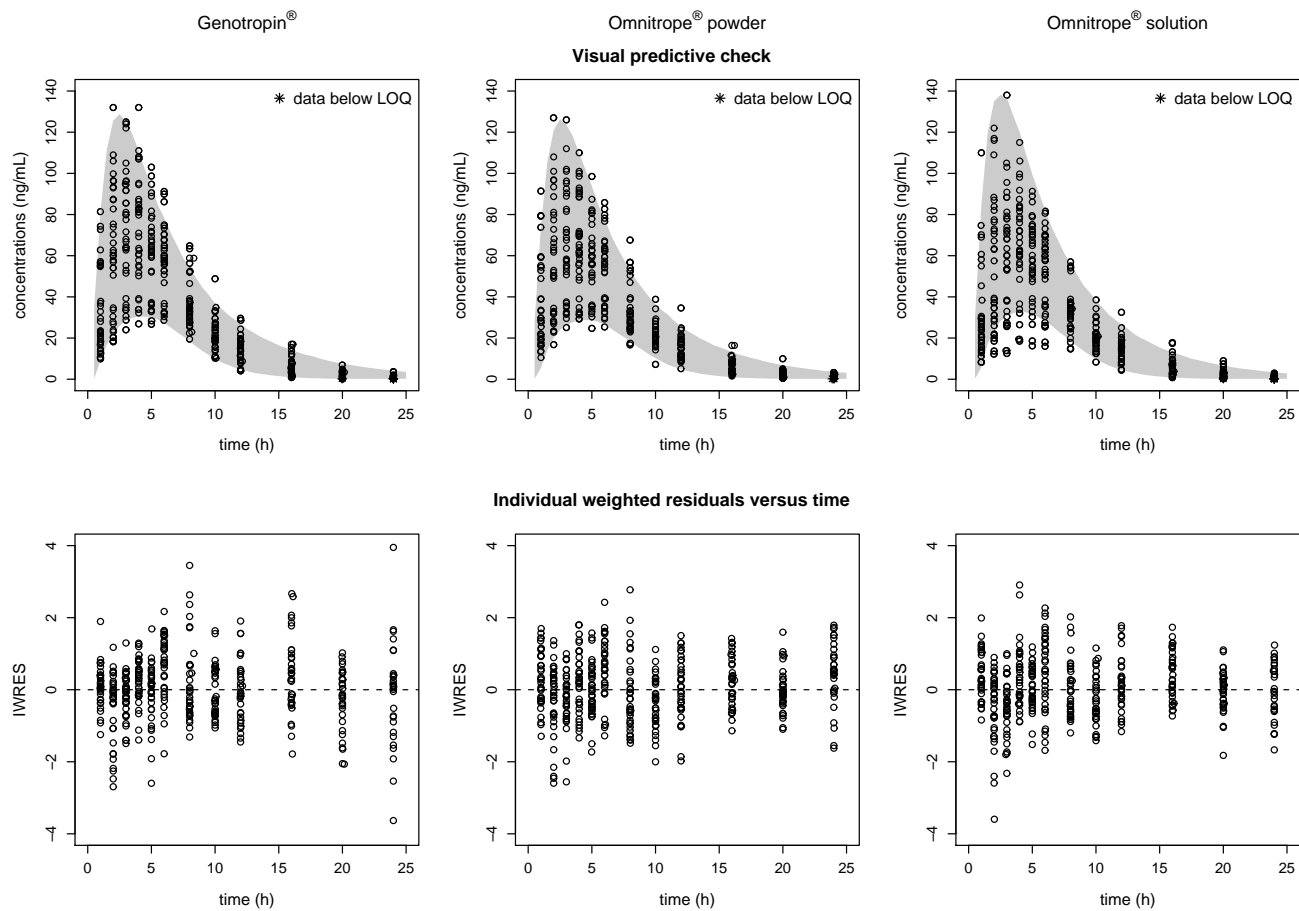 Genotropin® Omnitrope® powder Omnitrope® solution
Visual predictive check
concentrations (ng/mL)
0 20 40 60 80 100 120 140
data below LOQ
0 5 10 15 20 25
time (h)
concentrations (ng/mL)
0 20 40 60 80 100 120 140
data below LOQ
0 5 10 15 20 25
time (h)
concentrations (ng/mL)
0 20 40 60 80 100 120 140
data below LOQ
0 5 10 15 20 25
time (h)
Individual weighted residuals versus time
IWRES
−4 −2 0 2 4
0 5 10 15 20 25
time (h)
IWRES
−4 −2 0 2 4
0 5 10 15 20 25
time (h)
IWRES
−4 −2 0 2 4
0 5 10 15 20 25
time (h)